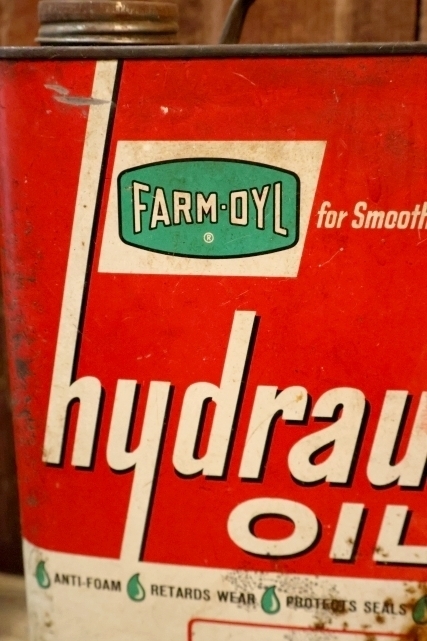 FARM-OYL
®
for Smooth
hydrau
OIL
ANTI-FOAM RETARDS WEAR PROTECTS SEALS